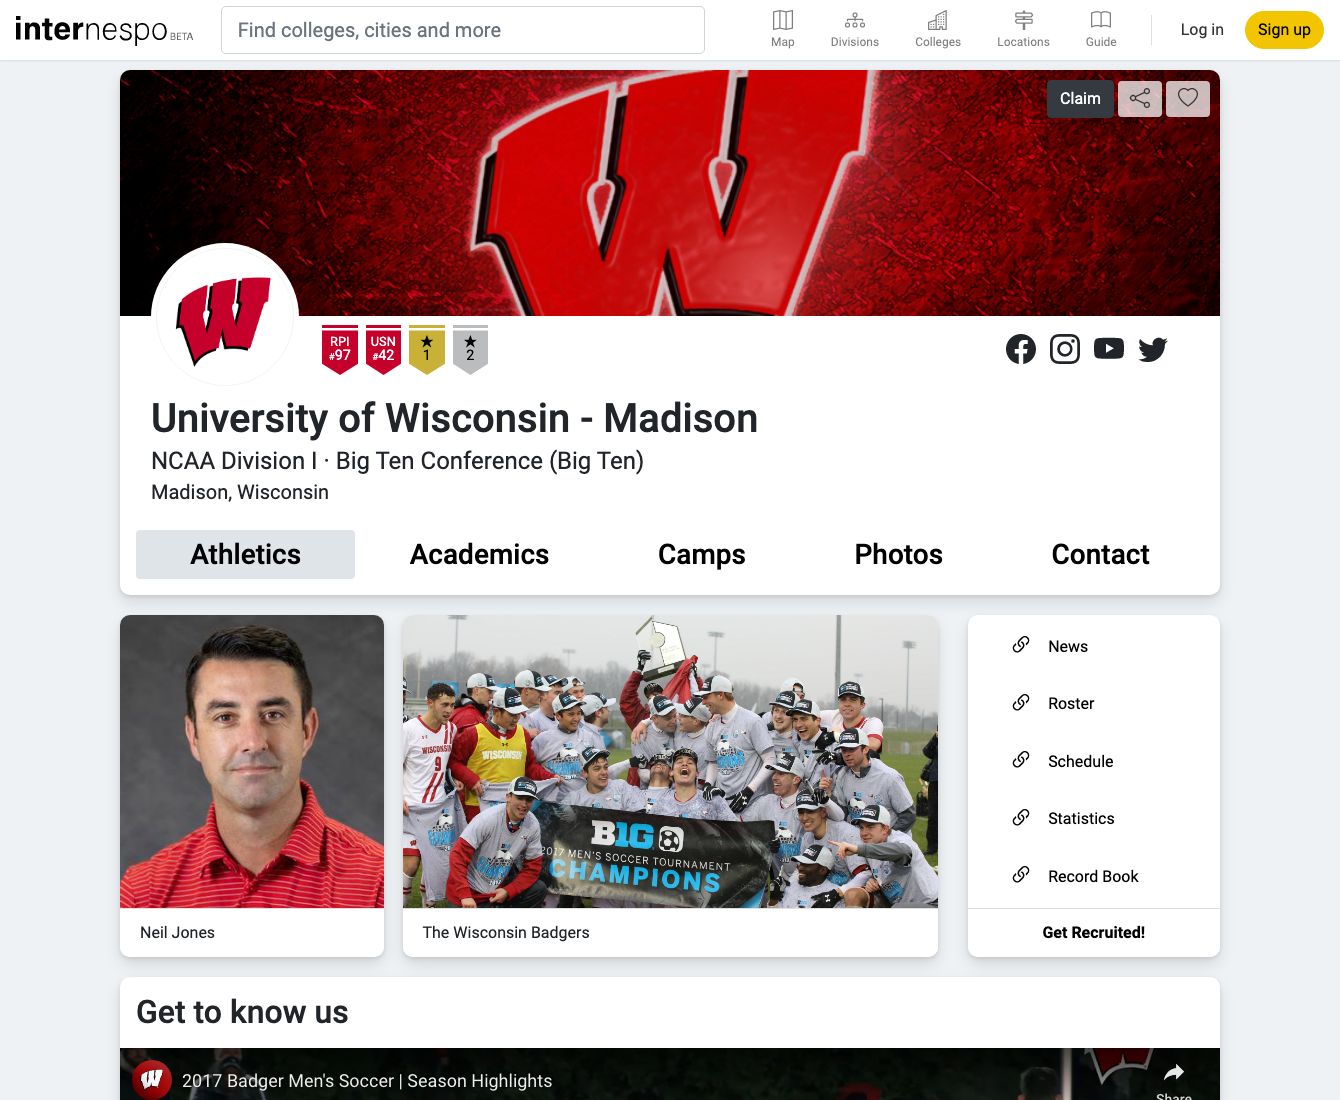 internespo BETA
Find colleges, cities and more
Map
Divisions
Colleges
Locations
Guide
Log in
Sign up
Claim
W
W
RPI
#97
USN
#42
1
2
University of Wisconsin - Madison
NCAA Division I · Big Ten Conference (Big Ten)
Madison, Wisconsin
Athletics
Academics
Camps
Photos
Contact
WISCONSIN
9
WISCONSIN
B1G
2017 MEN'S SOCCER TOURNAMENT
CHAMPIONS
Neil Jones
The Wisconsin Badgers
News
Roster
Schedule
Statistics
Record Book
Get Recruited!
Get to know us
W
2017 Badger Men's Soccer | Season Highlights
Share